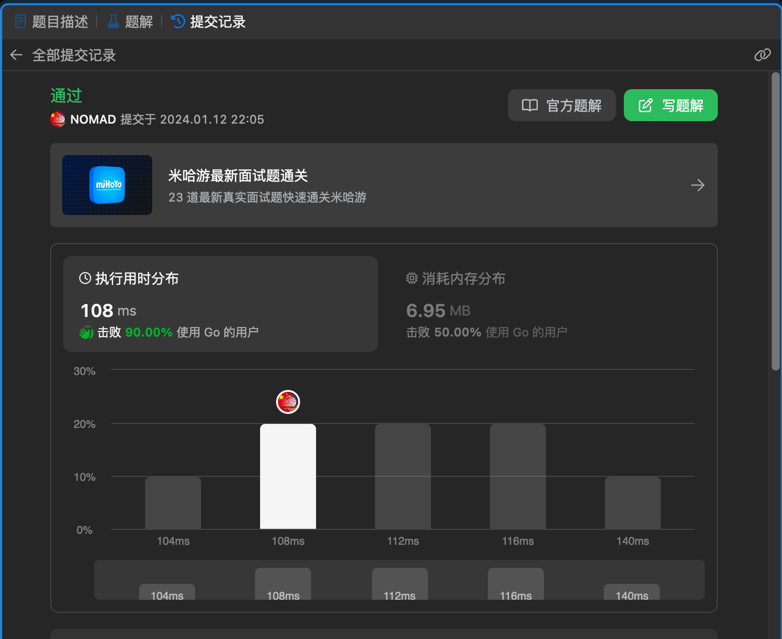 题目描述 题解 提交记录
全部提交记录
通过
NOMAD 提交于 2024.01.12 22:05
官方题解
写题解
miHoYo
米哈游最新面试题通关
23 道最新真实面试题快速通关米哈游
执行用时分布
108 ms
击败 90.00% 使用 Go 的用户
消耗内存分布
6.95 MB
击败 50.00% 使用 Go 的用户
30%
20%
10%
0%
104ms 108ms 112ms 116ms 140ms
104ms 108ms 112ms 116ms 140ms